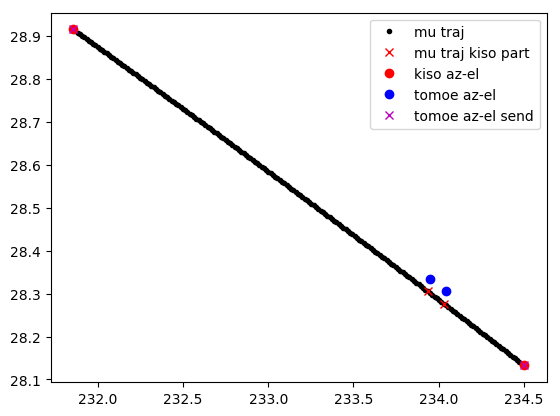 mu traj
mu traj kiso part
kiso az-el
tomoe az-el
tomoe az-el send
28.9
28.8
28.7
28.6
28.5
28.4
28.3
28.2
28.1
232.0 232.5 233.0 233.5 234.0 234.5